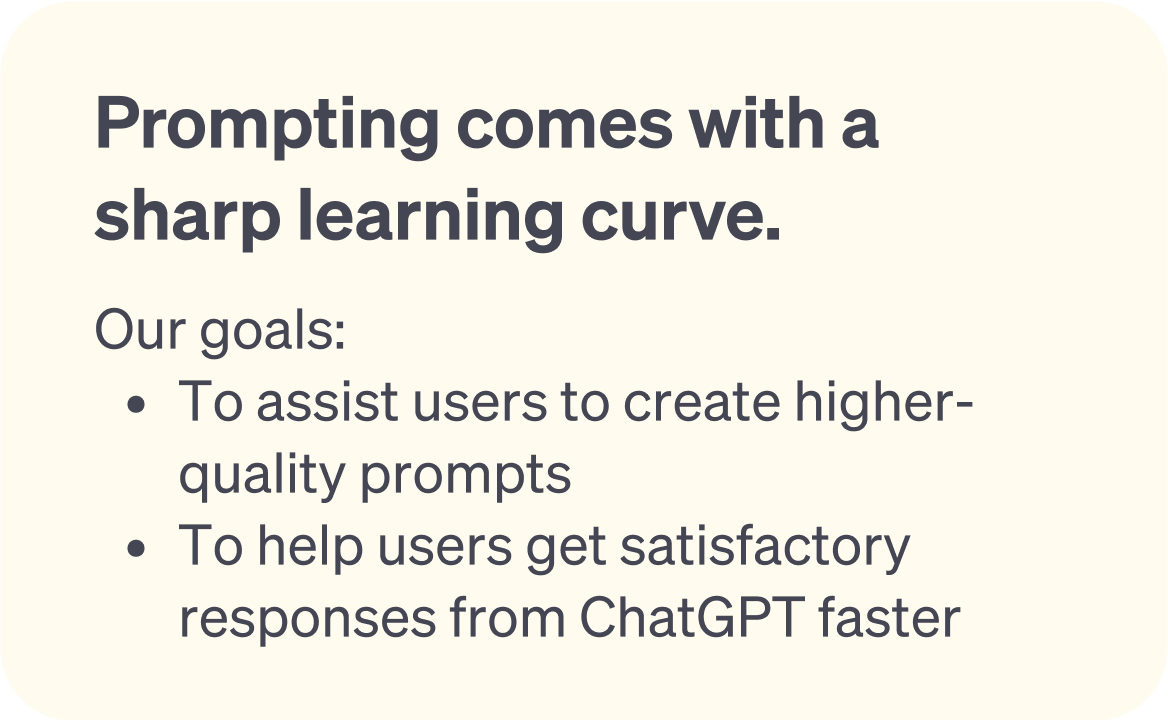 Prompting comes with a
sharp learning curve.
Our goals:
• To assist users to create higher-
quality prompts
• To help users get satisfactory
responses from ChatGPT faster